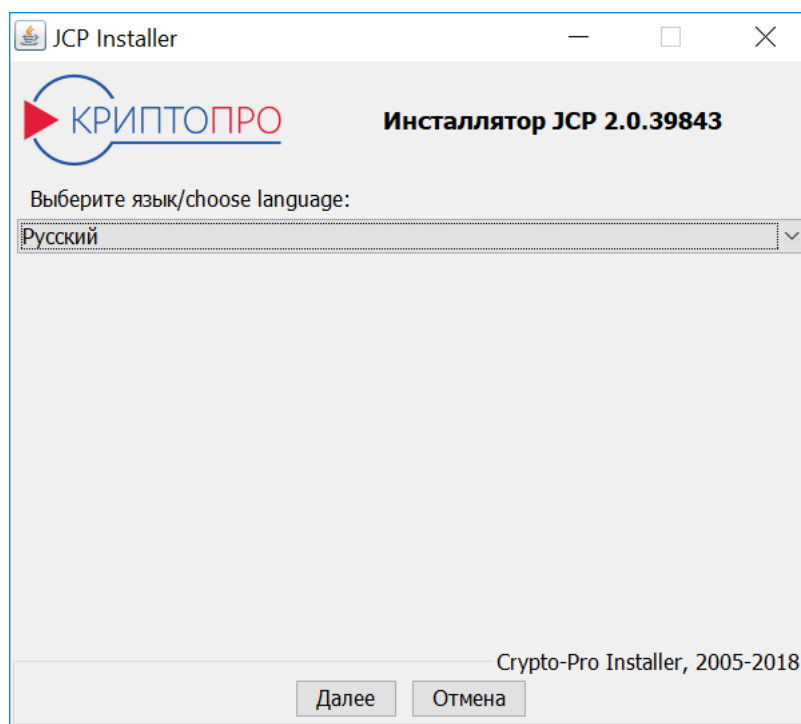 JCP Installer
КРИПТОПРО
Инсталлятор JCP 2.0.39843
Выберите язык/choose language:
Русский
Crypto-Pro Installer, 2005-2018
Далее
Отмена